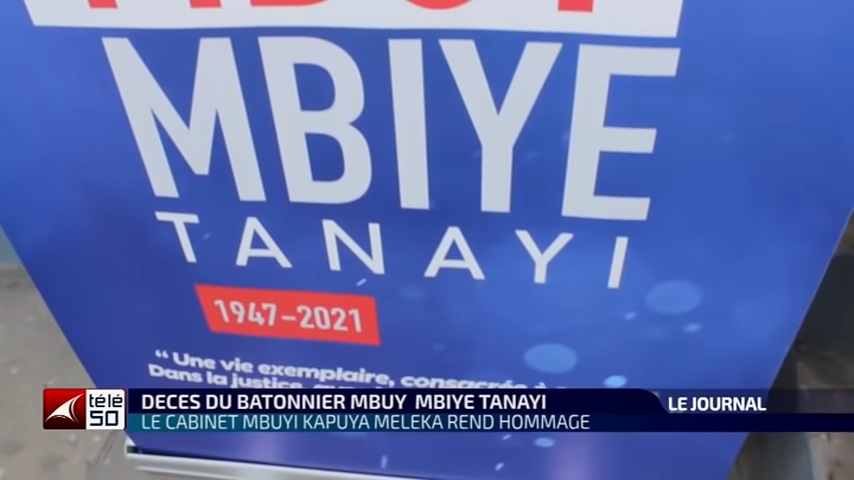 MBIYE
TANAYI
1947-2021
“ Une vie exemplaire, consacrée à
Dans la justice,
télé 50
DECES DU BATONNIER MBUY MBIYE TANAYI
LE JOURNAL
LE CABINET MBUYI KAPUYA MELEKA REND HOMMAGE